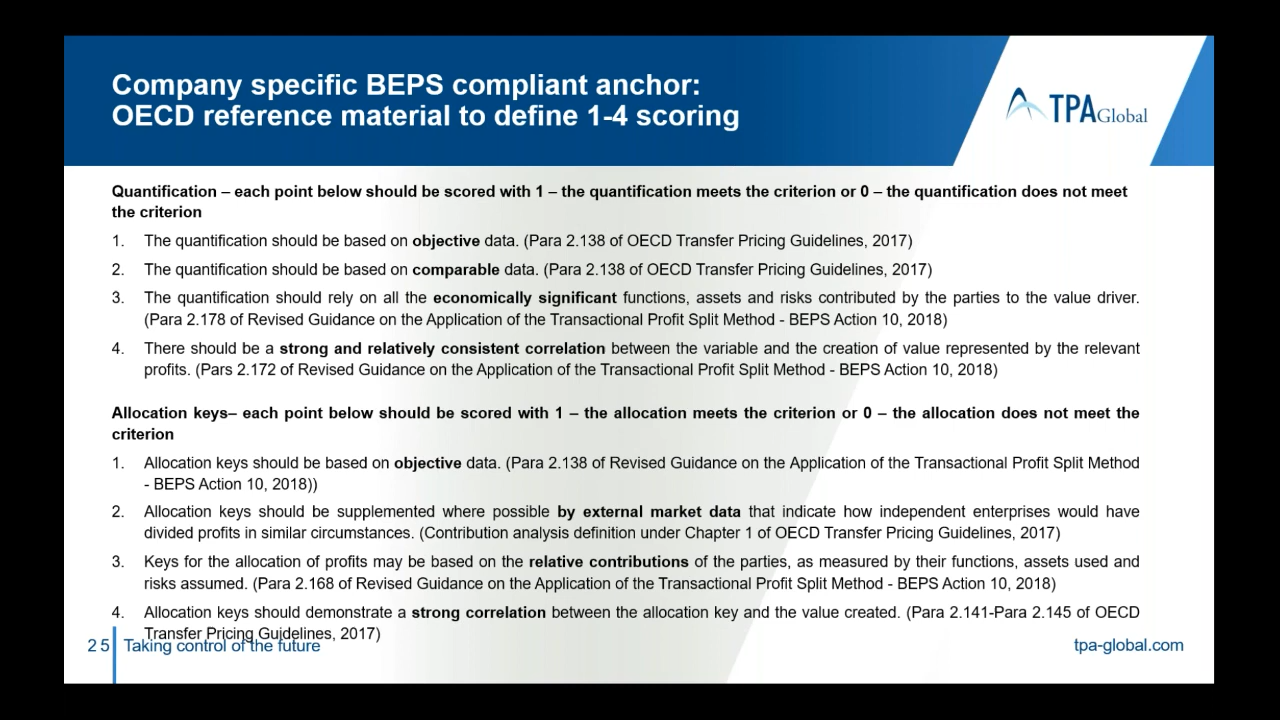 Company specific BEPS compliant anchor:
OECD reference material to define 1-4 scoring
TPAGlobal
Quantification – each point below should be scored with 1 – the quantification meets the criterion or 0 – the quantification does not meet
the criterion
1. The quantification should be based on objective data. (Para 2.138 of OECD Transfer Pricing Guidelines, 2017)
2. The quantification should be based on comparable data. (Para 2.138 of OECD Transfer Pricing Guidelines, 2017)
3. The quantification should rely on all the economically significant functions, assets and risks contributed by the parties to the value driver.
(Para 2.178 of Revised Guidance on the Application of the Transactional Profit Split Method - BEPS Action 10, 2018)
4. There should be a strong and relatively consistent correlation between the variable and the creation of value represented by the relevant
profits. (Pars 2.172 of Revised Guidance on the Application of the Transactional Profit Split Method - BEPS Action 10, 2018)
Allocation keys– each point below should be scored with 1 – the allocation meets the criterion or 0 – the allocation does not meet the
criterion
1. Allocation keys should be based on objective data. (Para 2.138 of Revised Guidance on the Application of the Transactional Profit Split Method
- BEPS Action 10, 2018))
2. Allocation keys should be supplemented where possible by external market data that indicate how independent enterprises would have
divided profits in similar circumstances. (Contribution analysis definition under Chapter 1 of OECD Transfer Pricing Guidelines, 2017)
3. Keys for the allocation of profits may be based on the relative contributions of the parties, as measured by their functions, assets used and
risks assumed. (Para 2.168 of Revised Guidance on the Application of the Transactional Profit Split Method - BEPS Action 10, 2018)
4. Allocation keys should demonstrate a strong correlation between the allocation key and the value created. (Para 2.141-Para 2.145 of OECD
Transfer Pricing Guidelines, 2017)
25 Taking control of the future
tpa-global.com